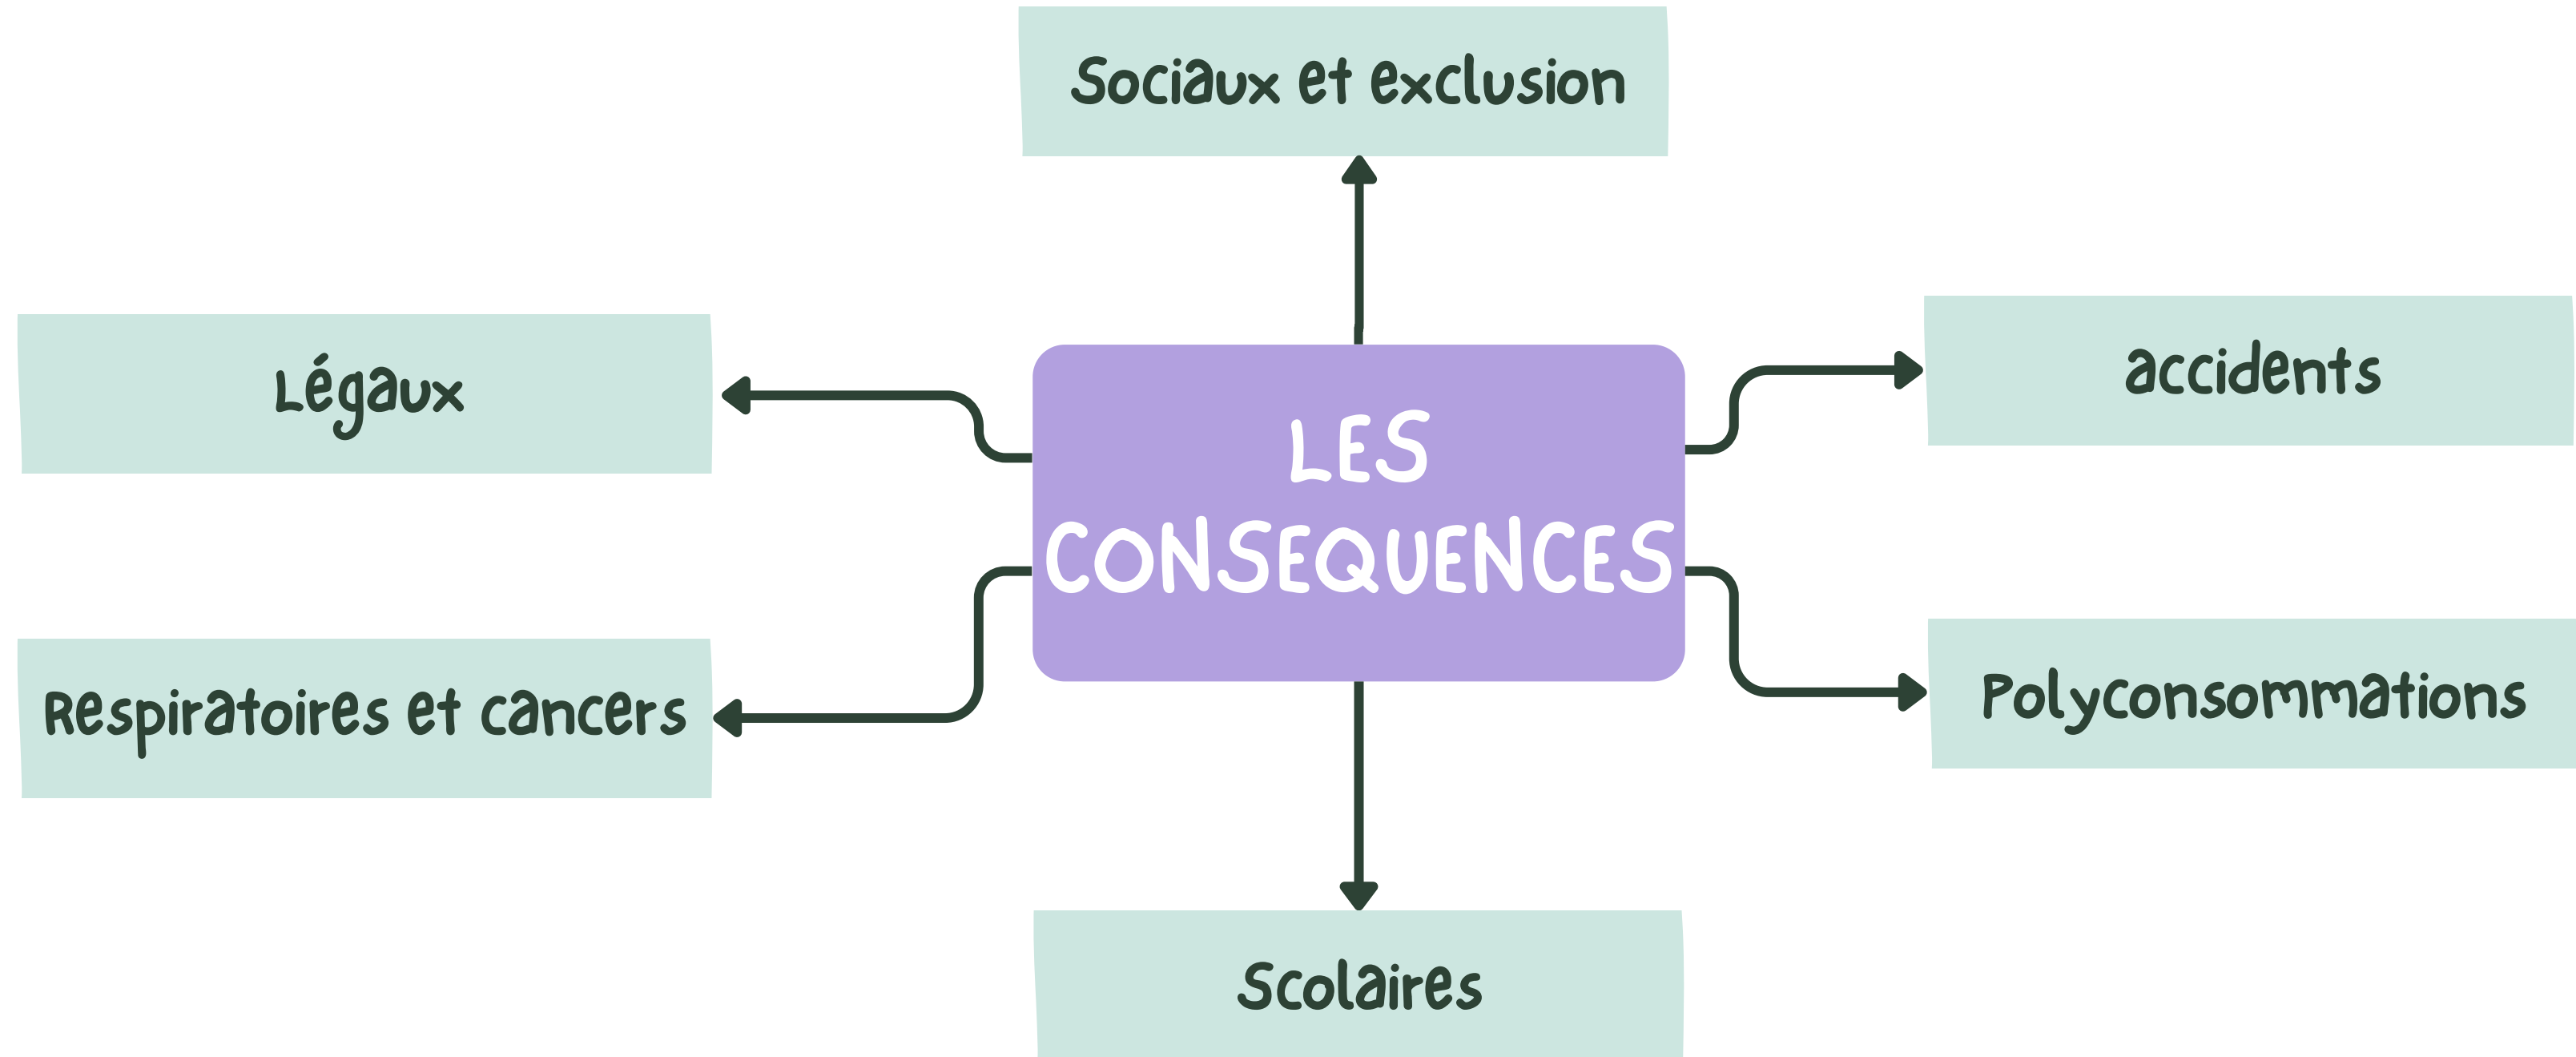 Sociaux et exclusion
Légaux
accidents
LES
CONSEQUENCES
Respiratoires et cancers
Polyconsommations
Scolaires